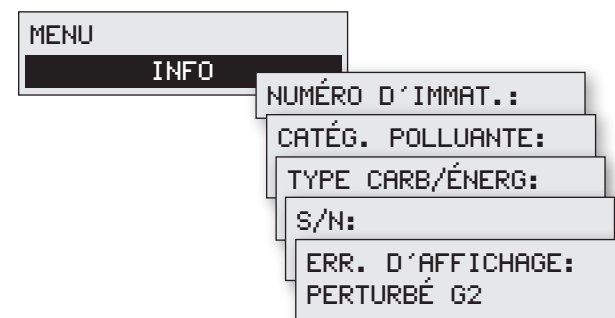 MENU
INFO
NUMÉRO D´IMMAT.:
CATÉG. POLLUANTE:
TYPE CARB/ÉNERG:
S/N:
ERR. D´AFFICHAGE:
PERTURBÉ G2